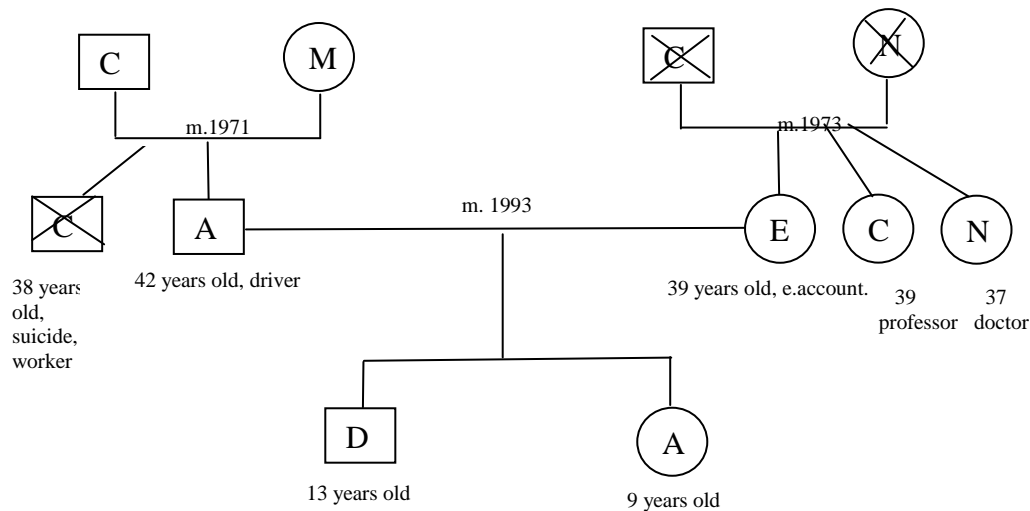 C
M
C
N
m.1971
m.1973
C
A
m. 1993
E
C
N
38 years
old,
suicide,
worker
42 years old, driver
39 years old, e.account.
39
professor
37
doctor
D
A
13 years old
9 years old